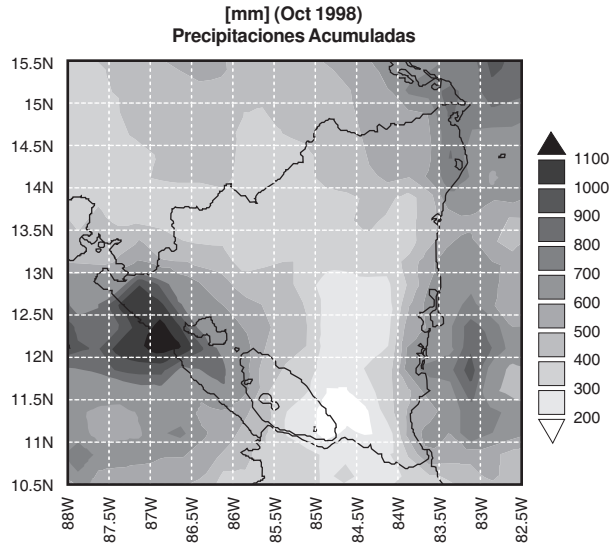 [mm] (Oct 1998)
Precipitaciones Acumuladas
15.5N
15N
14.5N
14N
13.5N
13N
12.5N
12N
11.5N
11N
10.5N
88W
87.5W
87W
86.5W
86W
85.5W
85W
84.5W
84W
83.5W
83W
82.5W
1100
1000
900
800
700
600
500
400
300
200